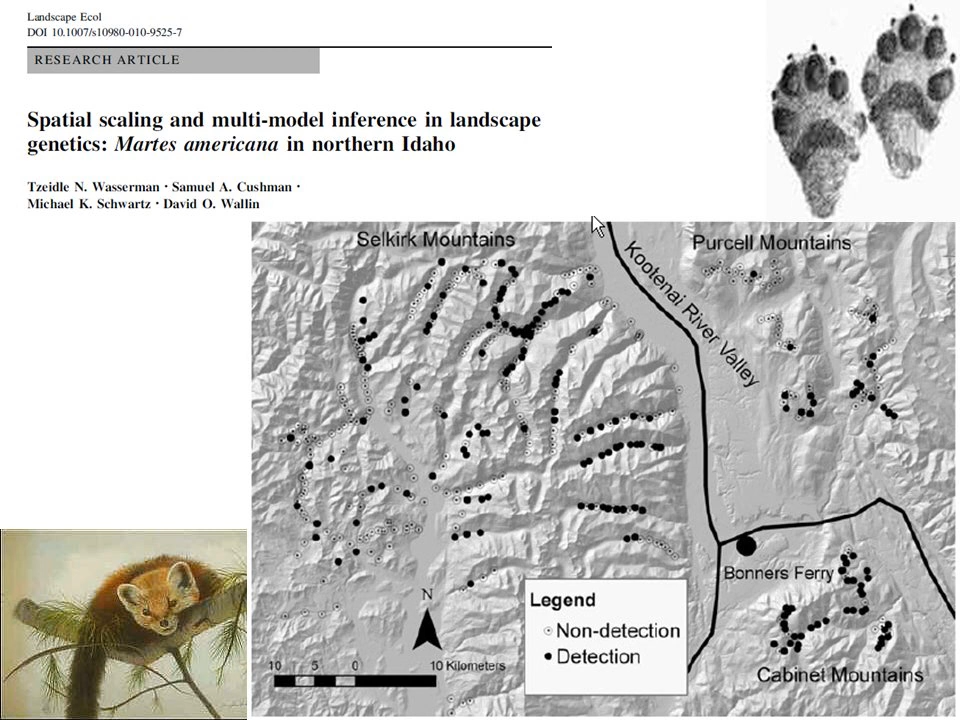 Landscape Ecol
DOI 10.1007/s10980-010-9525-7
RESEARCH ARTICLE
Spatial scaling and multi-model inference in landscape
genetics: Martes americana in northern Idaho
Tzeidle N. Wasserman · Samuel A. Cushman ·
Michael K. Schwartz · David O. Wallin
Selkirk Mountains
Purcell Mountains
Kootenai River Valley
Bonners Ferry
Cabinet Mountains
N
10 5 0 10 Kilometers
Legend
Non-detection
Detection